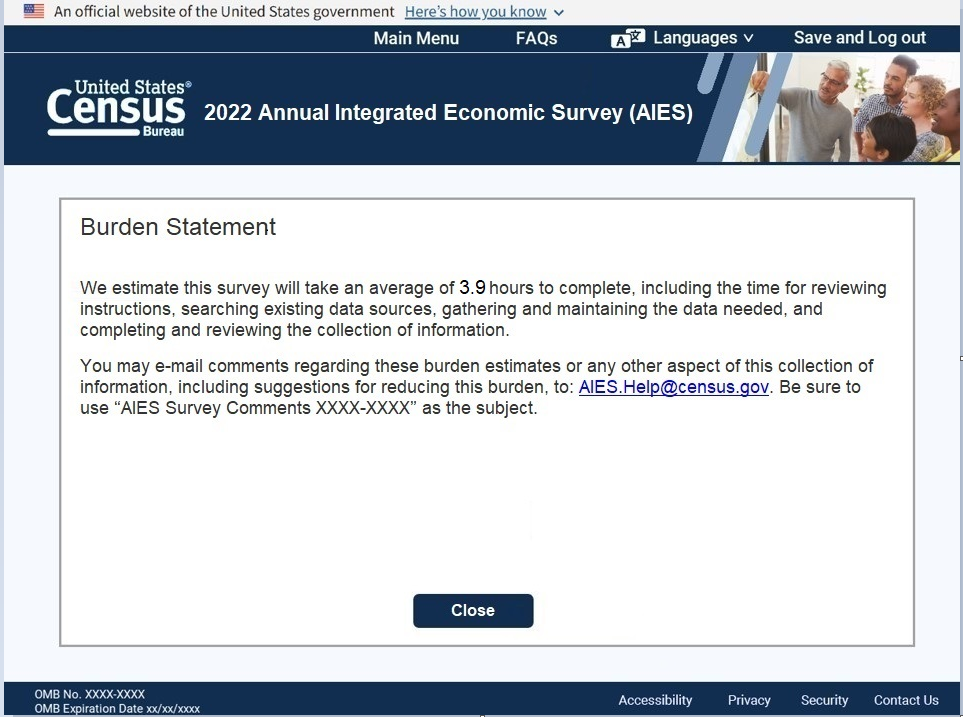 An official website of the United States government Here's how you know
Main Menu FAQs Languages Save and Log out
United States®
Census
Bureau
2022 Annual Integrated Economic Survey (AIES)
Burden Statement
We estimate this survey will take an average of 3.9 hours to complete, including the time for reviewing
instructions, searching existing data sources, gathering and maintaining the data needed, and
completing and reviewing the collection of information.
You may e-mail comments regarding these burden estimates or any other aspect of this collection of
information, including suggestions for reducing this burden, to: AIES.Help@census.gov. Be sure to
use “AIES Survey Comments XXXX-XXXX” as the subject.
Close
OMB No. XXXX-XXXX
OMB Expiration Date xx/xx/xxxx
Accessibility Privacy Security Contact Us